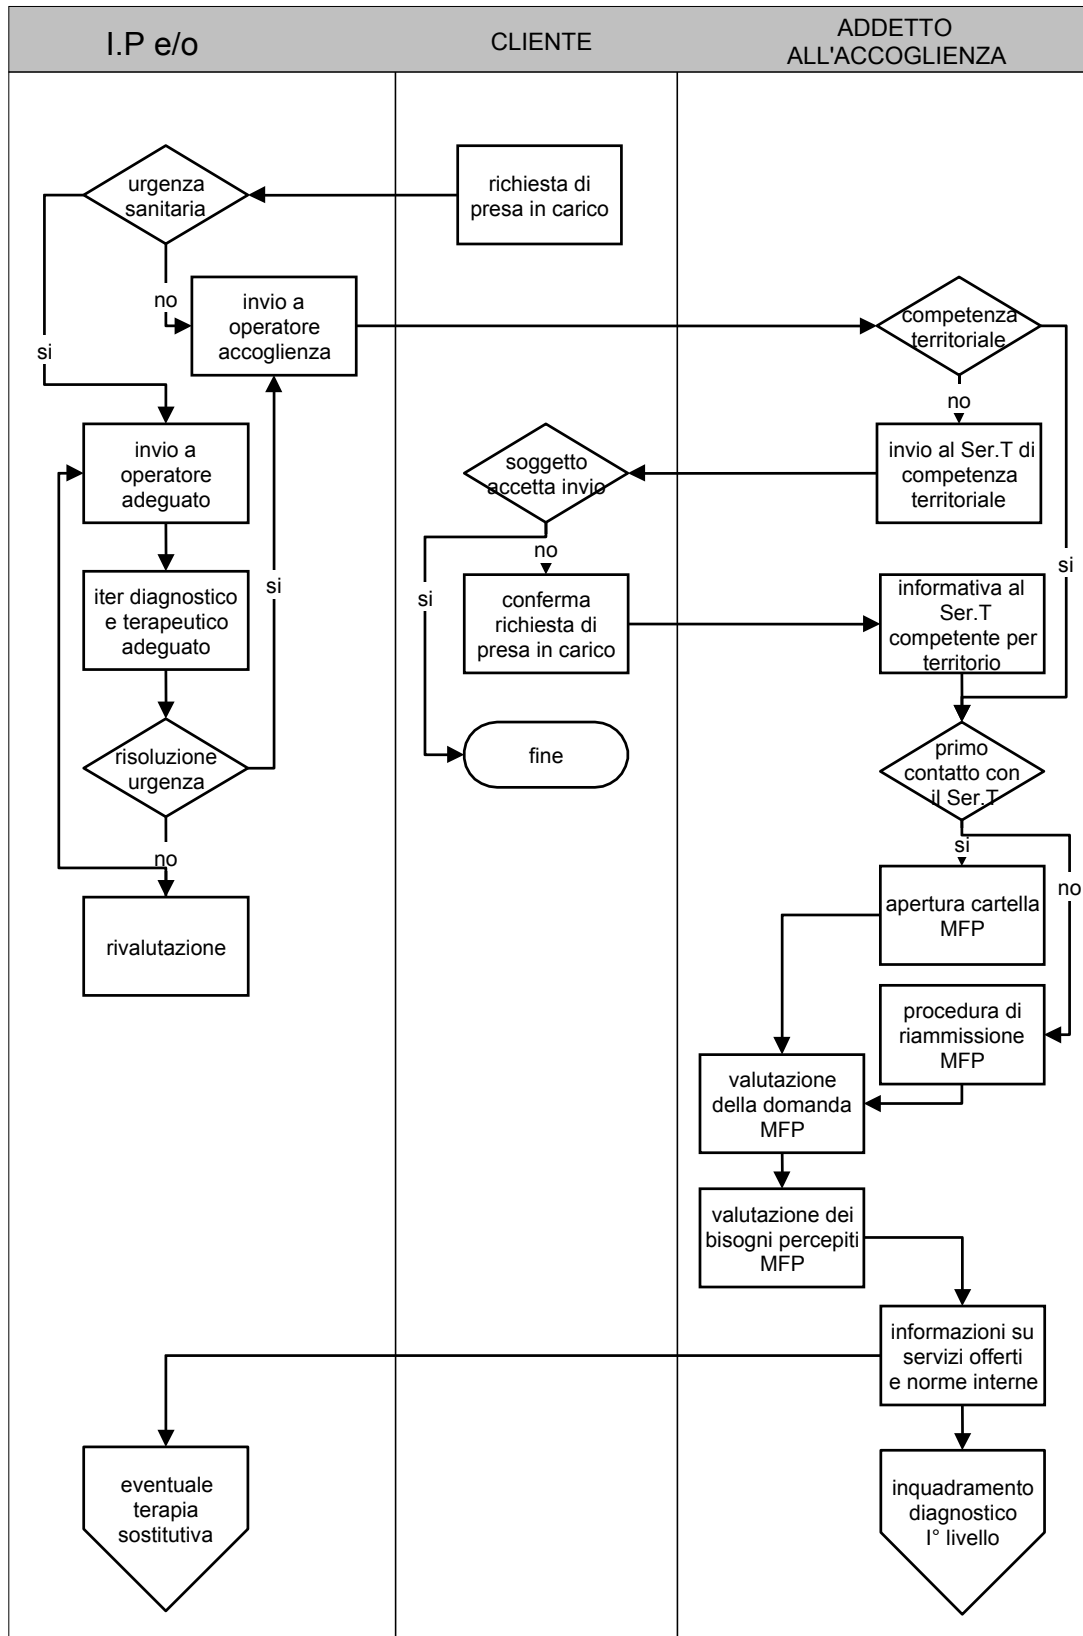 I.P e/o
CLIENTE
ADDETTO
ALL'ACCOGLIENZA
urgenza
sanitaria
richiesta di
presa in carico
no
invio a
operatore
accoglienza
competenza
territoriale
si
no
invio a
operatore
adeguato
soggetto
accetta invio
invio al Ser.T di
competenza
territoriale
no
si
iter diagnostico
e terapeutico
adeguato
si
si
conferma
richiesta di
presa in carico
informativa al
Ser.T
competente per
territorio
risoluzione
urgenza
fine
primo
contatto con
il Ser.T
no
si
no
rivalutazione
apertura cartella
MFP
procedura di
riammissione
MFP
valutazione
della domanda
MFP
valutazione dei
bisogni percepiti
MFP
informazioni su
servizi offerti
e norme interne
eventuale
terapia
sostitutiva
inquadramento
diagnostico
I° livello